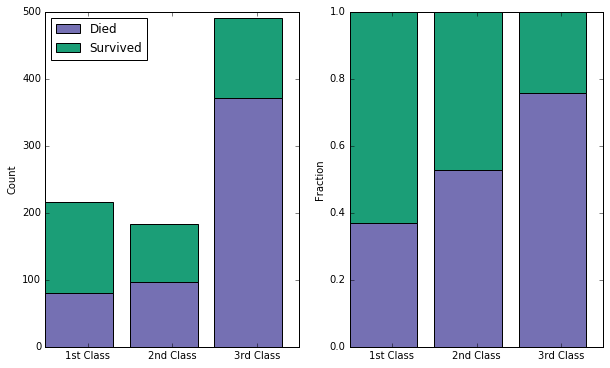 500
400
300
200
100
0
Count
Died
Survived
1st Class
2nd Class
3rd Class
1.0
0.8
0.6
0.4
0.2
0.0
Fraction
1st Class
2nd Class
3rd Class